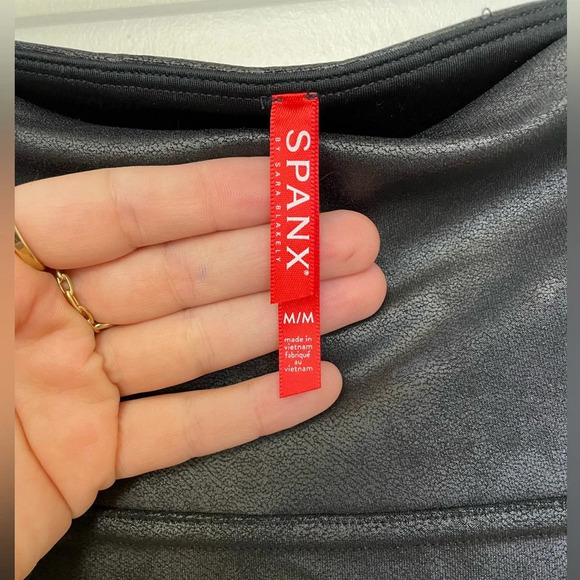 SPANX®
BY SARA BLAKELY
M/M
made in
vietnam
fabriqué
au
vietnam